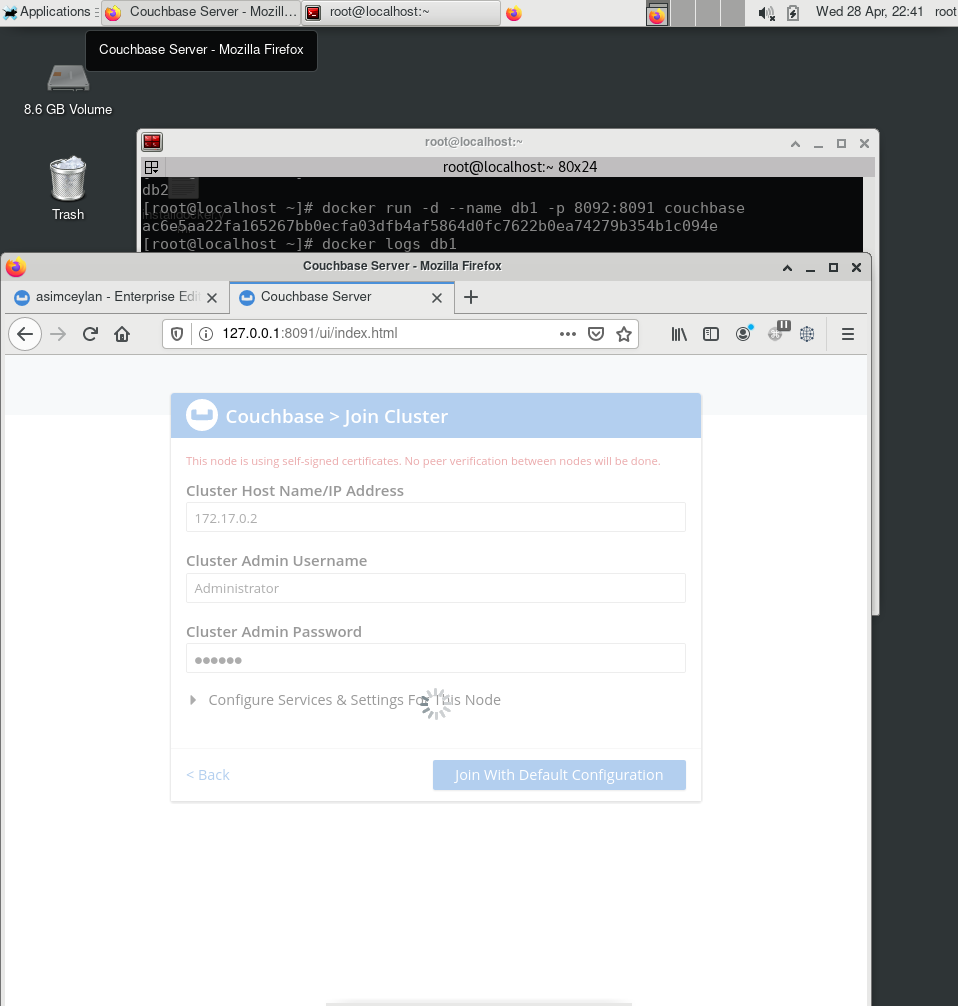 Applications
Couchbase Server - Mozill...
root@localhost:~
Wed 28 Apr, 22:41
root
Couchbase Server - Mozilla Firefox
8.6 GB Volume
Trash
root@localhost:~
root@localhost:~ 80x24
db2
[root@localhost ~]# docker run -d --name db1 -p 8092:8091 couchbase
ac6e5aa22fa165267bb0ecfa03dfb4af5864d0fc7622b0ea74279b354b1c094e
[root@localhost ~]# docker logs db1
Couchbase Server - Mozilla Firefox
asimceylan - Enterprise Edi
Couchbase Server
127.0.0.1:8091/ui/index.html
Couchbase > Join Cluster
This node is using self-signed certificates. No peer verification between nodes will be done.
Cluster Host Name/IP Address
172.17.0.2
Cluster Admin Username
Administrator
Cluster Admin Password
••••••
Configure Services & Settings For This Node
< Back
Join With Default Configuration